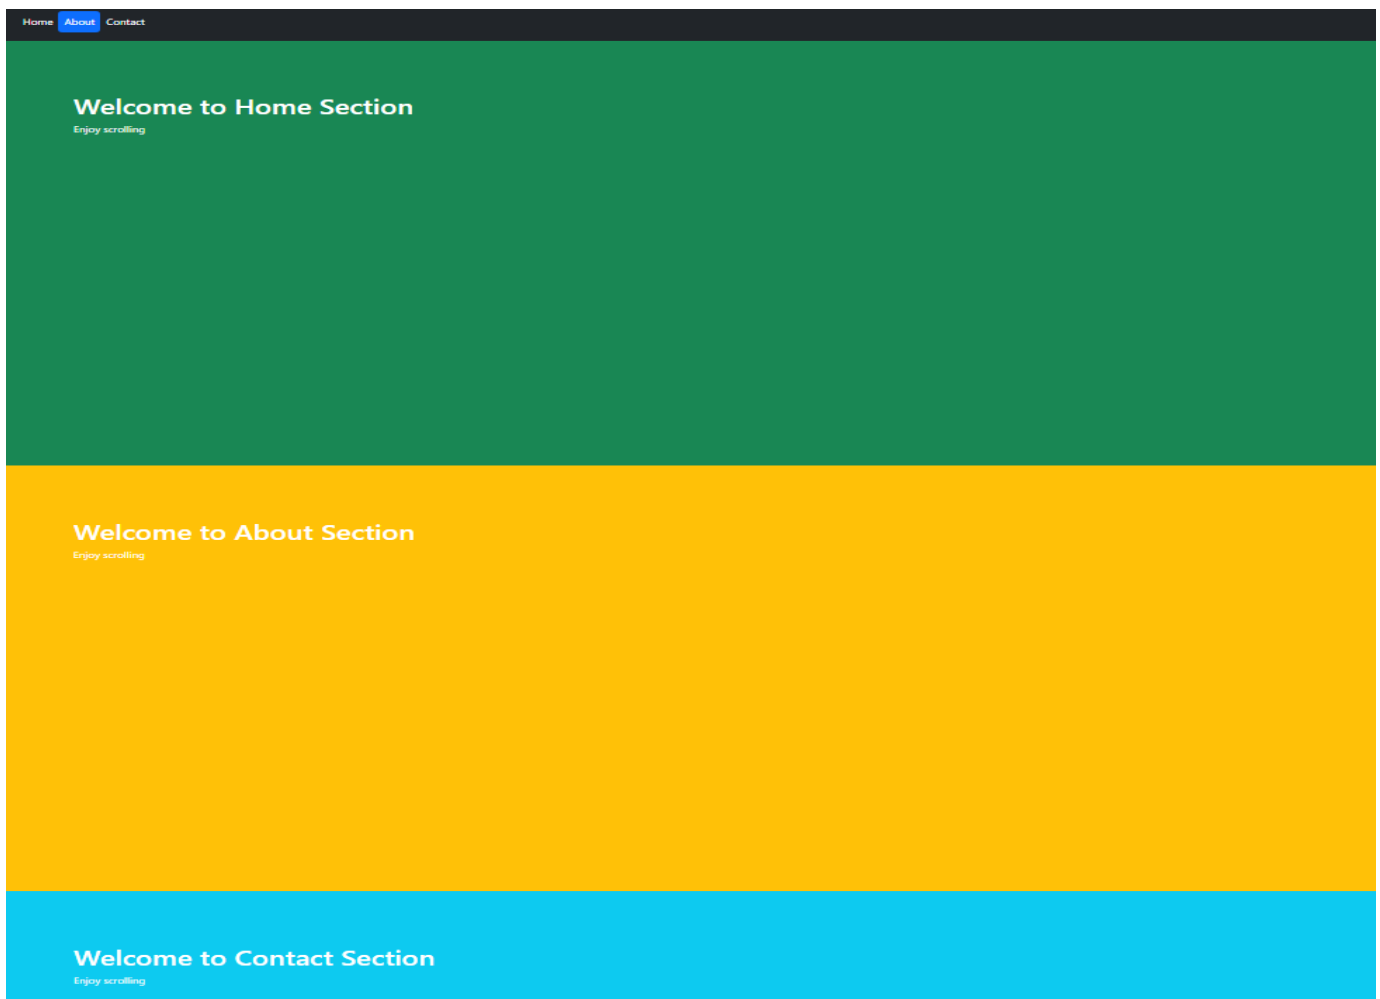 Home About Contact
Welcome to Home Section
Enjoy scrolling
Welcome to About Section
Enjoy scrolling
Welcome to Contact Section
Enjoy scrolling